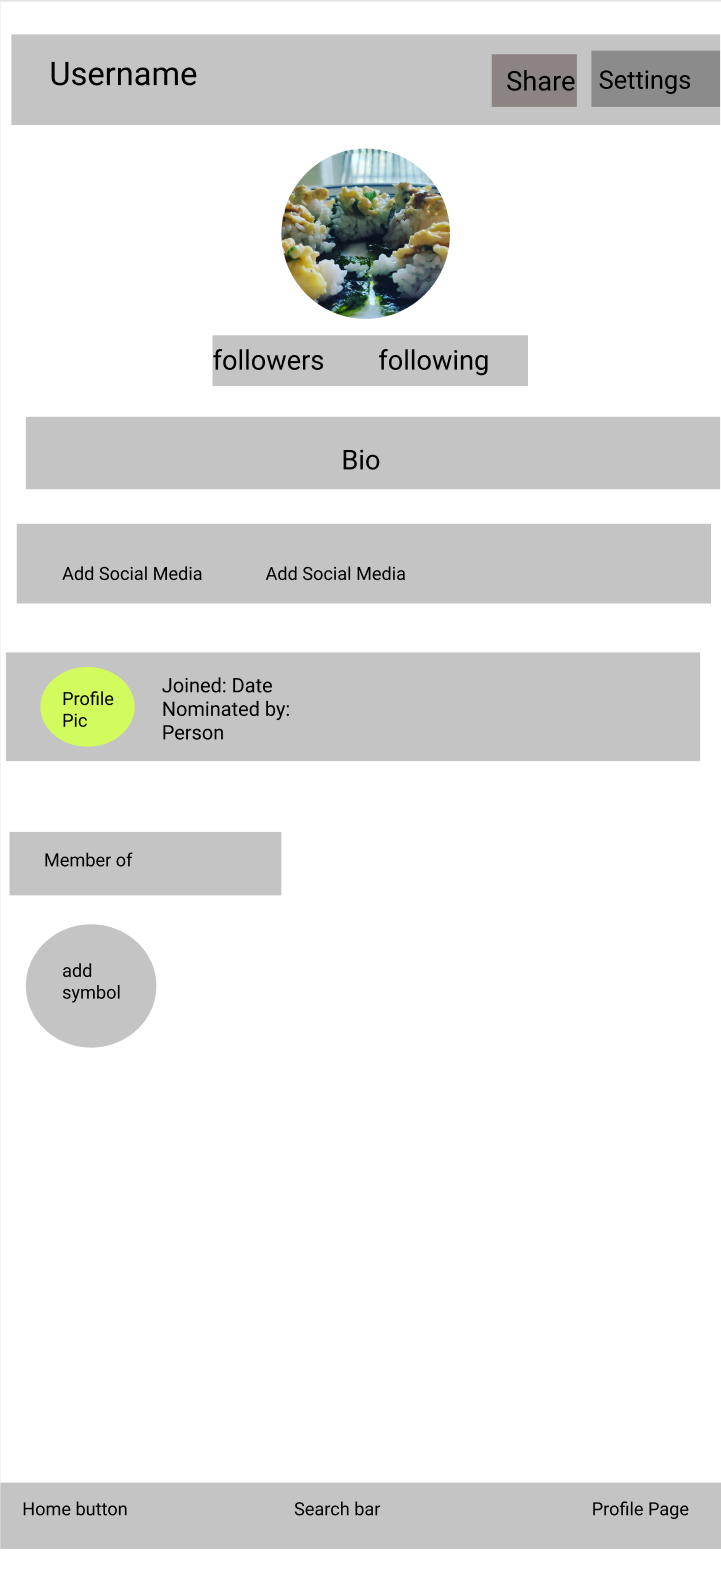 Username
Share
Settings
followers
following
Bio
Add Social Media
Add Social Media
Profile
Pic
Joined: Date
Nominated by:
Person
Member of
add
symbol
Home button
Search bar
Profile Page